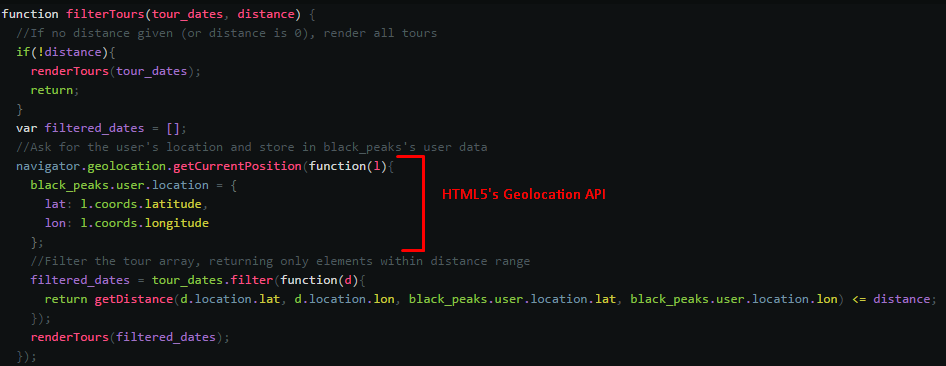 function filterTours(tour_dates, distance) {
//If no distance given (or distance is 0), render all tours
if(!distance){
renderTours(tour_dates);
return;
}
var filtered_dates = [];
//Ask for the user's location and store in black_peaks's user data
navigator.geolocation.getCurrentPosition(function(l){
black_peaks.user.location = {
HTML5's Geolocation API
lat: l.coords.latitude,
lon: l.coords.longitude
};
//Filter the tour array, returning only elements within distance range
filtered_dates = tour_dates.filter(function(d){
return getDistance(d.location.lat, d.location.lon, black_peaks.user.location.lat, black_peaks.user.location.lon) <= distance;
});
renderTours(filtered_dates);
});